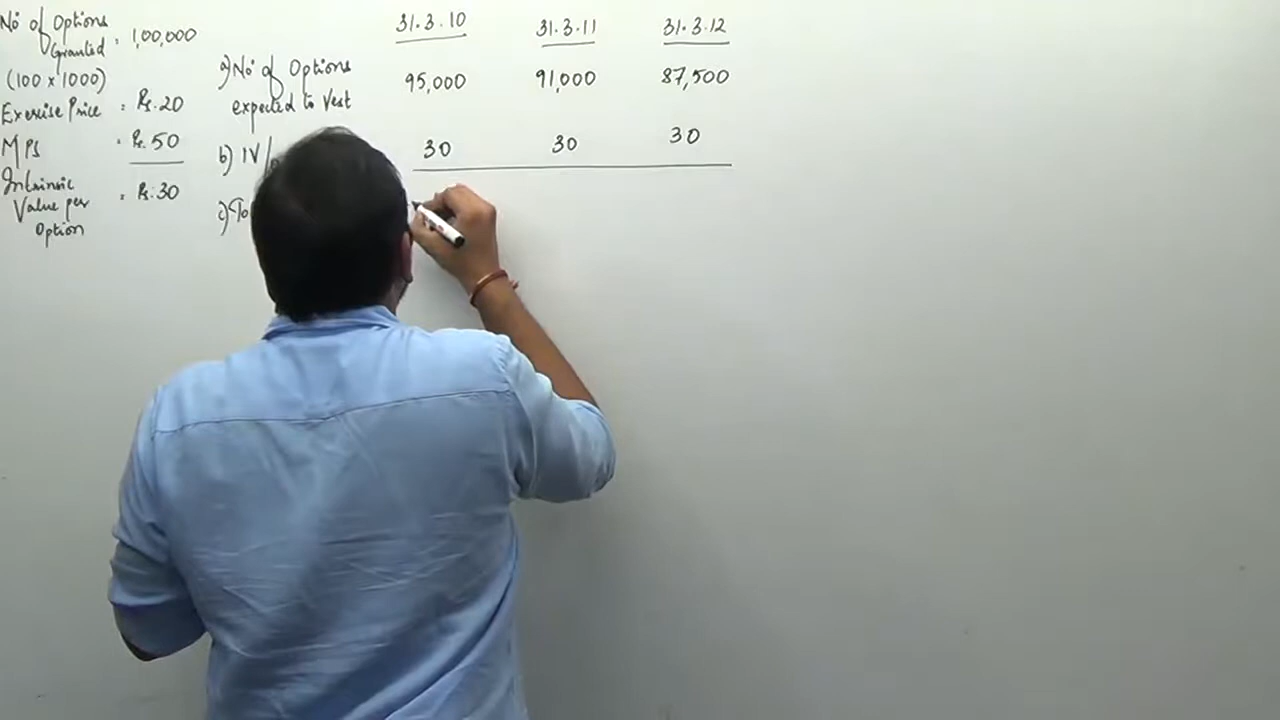 No of Options
Granted = 1,00,000
(100 x 1000)
Exercise Price = Rs. 20
MPS = Rs. 50
Intrinsic
Value per = Rs. 30
Option
31.3.10 31.3.11 31.3.12
a) No of Options
expected to Vest 95,000 91,000 87,500
b) IV/ 30 30 30
c)